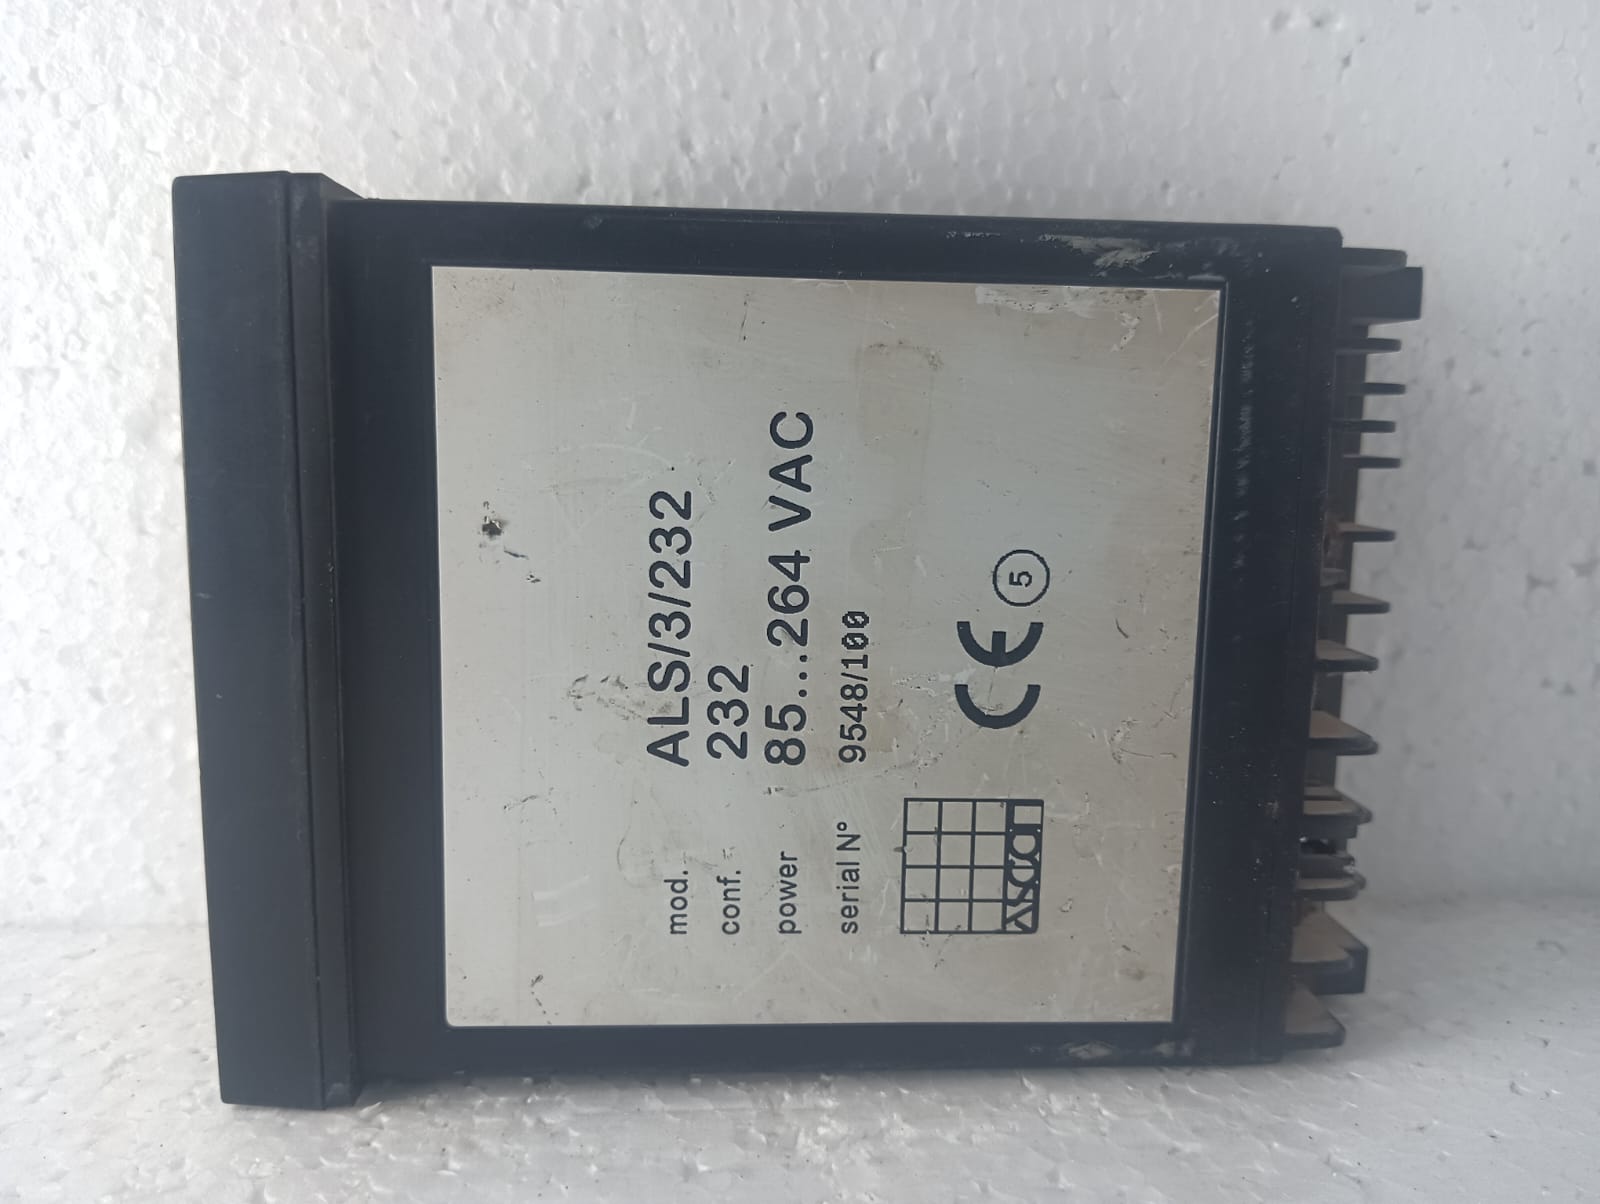 mod. ALS/3/232
conf. 232
power 85...264 VAC
serial N° 9548/100
ASCON
CE 5